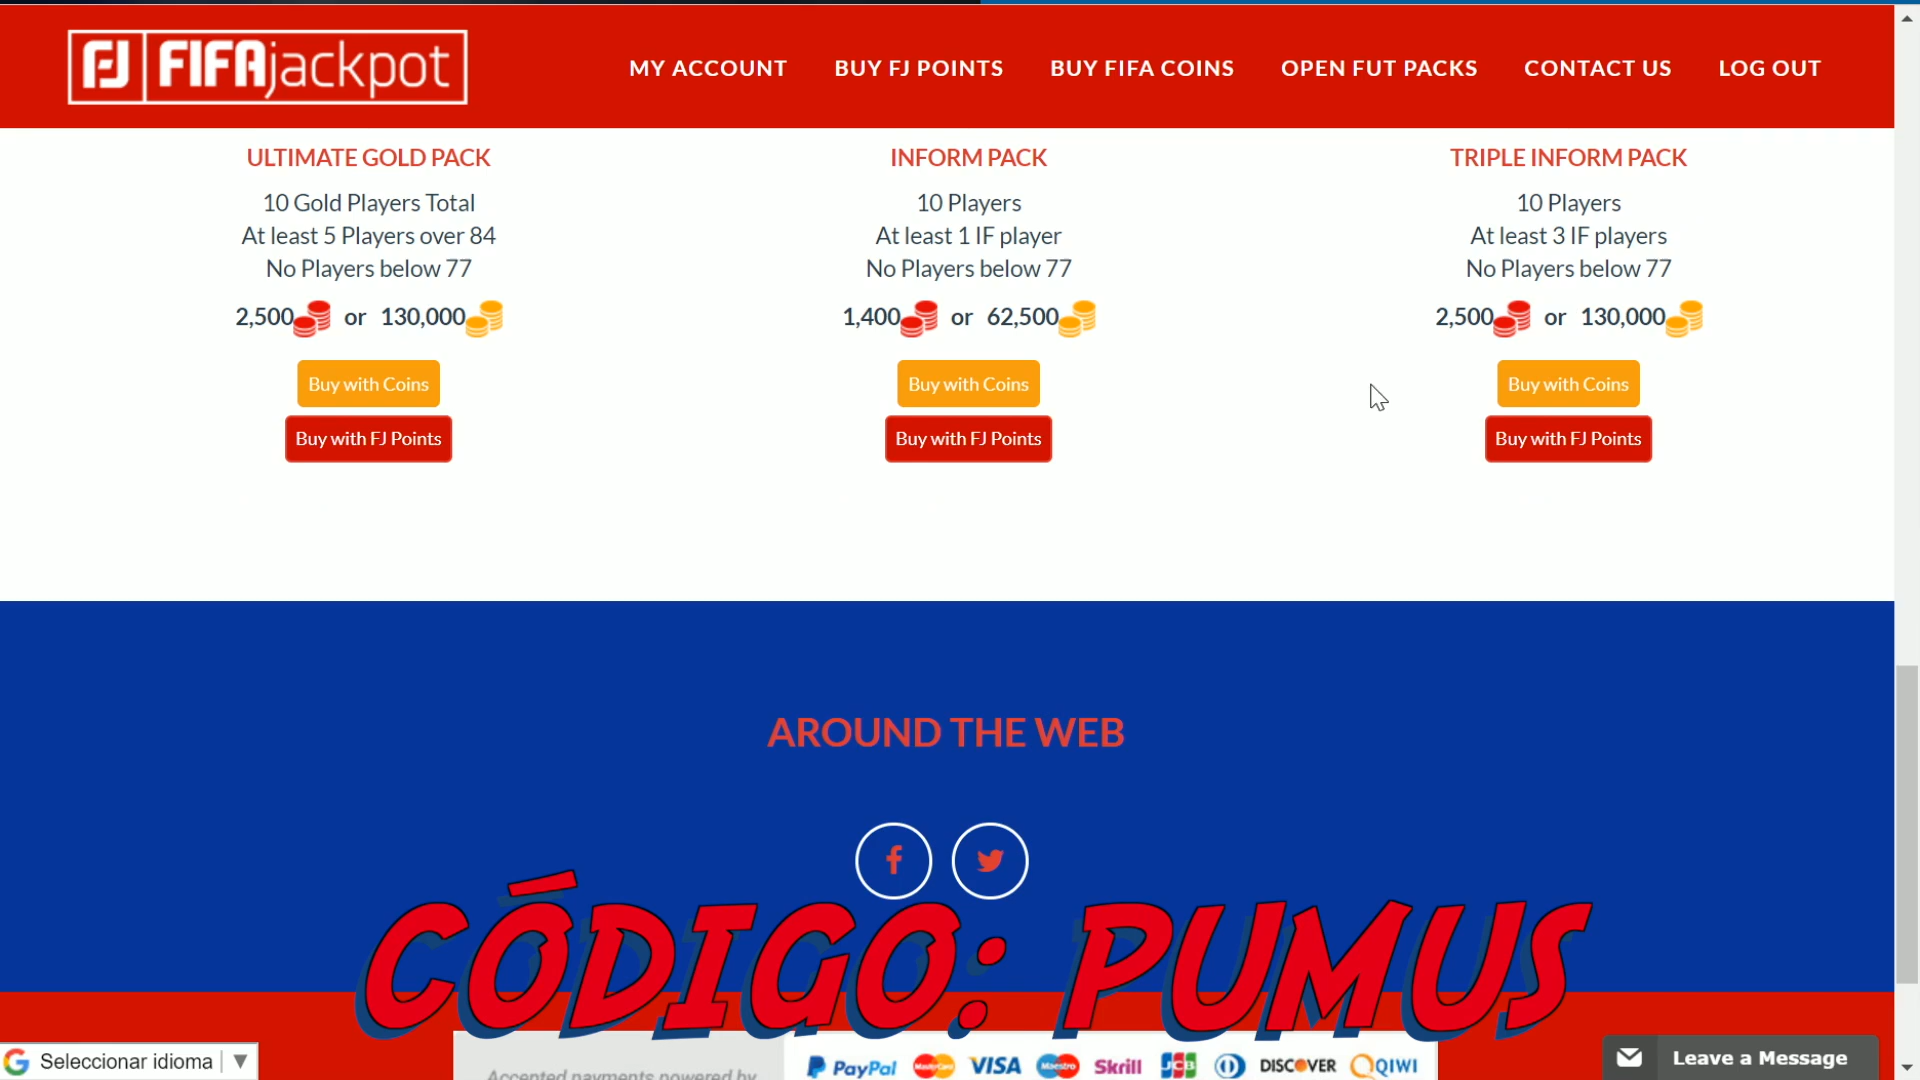 FJ FIFAjackpot
MY ACCOUNT BUY FJ POINTS BUY FIFA COINS OPEN FUT PACKS CONTACT US LOG OUT
ULTIMATE GOLD PACK
10 Gold Players Total
At least 5 Players over 84
No Players below 77
2,500 or 130,000
Buy with Coins
Buy with FJ Points
INFORM PACK
10 Players
At least 1 IF player
No Players below 77
1,400 or 62,500
Buy with Coins
Buy with FJ Points
TRIPLE INFORM PACK
10 Players
At least 3 IF players
No Players below 77
2,500 or 130,000
Buy with Coins
Buy with FJ Points
AROUND THE WEB
CÓDIGO: PUMUS
Seleccionar idioma
Accepted payments powered by
PayPal MasterCard VISA Maestro Skrill JCB DISCOVER QIWI
Leave a Message